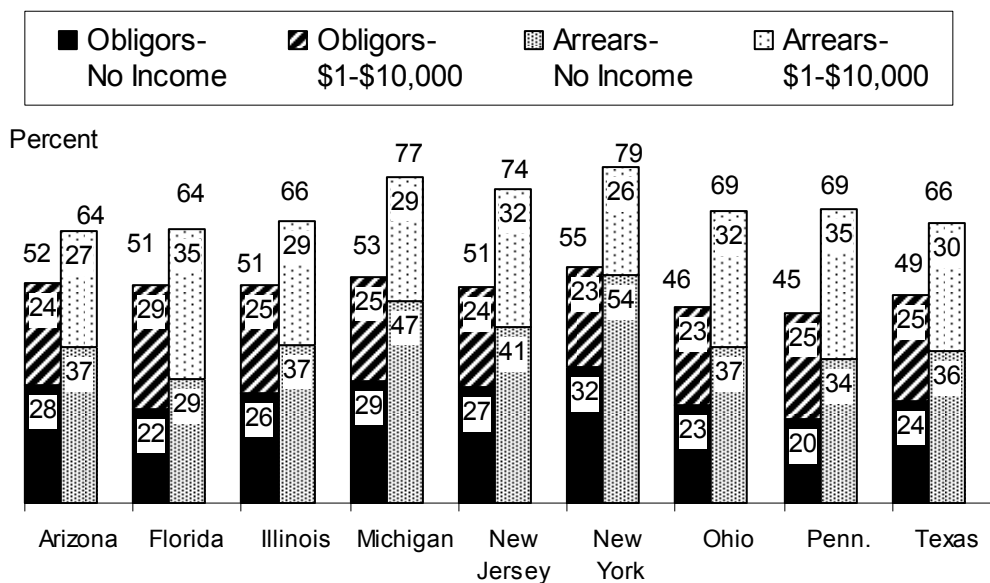 Obligors- Obligors- Arrears- Arrears-
No Income $1-$10,000 No Income $1-$10,000
Percent
52 24 28 64 27 37
51 29 22 64 35 29
51 25 26 66 29 37
53 25 29 77 29 47
51 24 27 74 32 41
55 23 32 79 26 54
46 23 23 69 32 37
45 25 20 69 35 34
49 25 24 66 30 36
Arizona Florida Illinois Michigan New New Ohio Penn. Texas
Jersey York